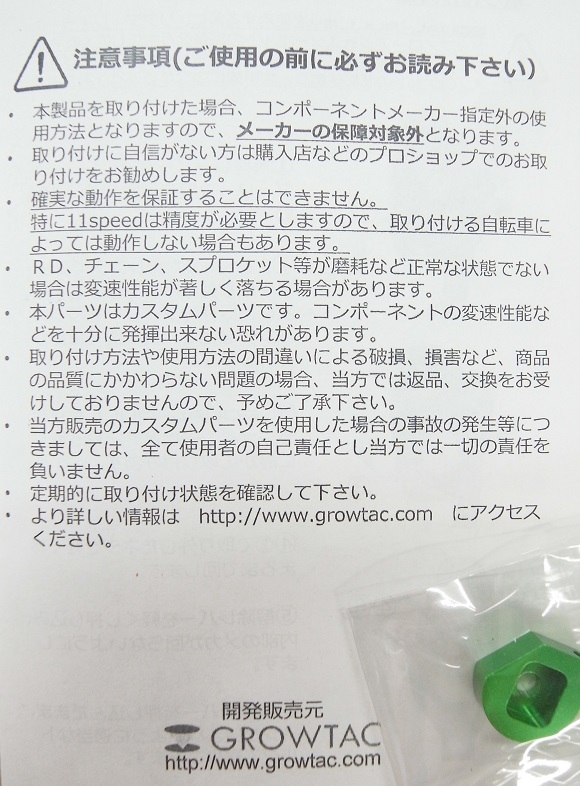 注意事項(ご使用の前に必ずお読み下さい)
・ 本製品を取り付けた場合、コンポーネントメーカー指定外の使
用方法となりますので、メーカーの保障対象外となります。
・ 取り付けに自信がない方は購入店などのプロショップでのお取
り付けをお勧めします。
・ 確実な動作を保証することはできません。
特に11speedは精度が必要としますので、取り付ける自転車に
よっては動作しない場合もあります。
・ ＲＤ、チェーン、スプロケット等が磨耗など正常な状態でない
場合は変速性能が著しく落ちる場合があります。
・ 本パーツはカスタムパーツです。コンポーネントの変速性能な
どを十分に発揮出来ない恐れがあります。
・ 取り付け方法や使用方法の間違いによる破損、損害など、商品
の品質にかかわらない問題の場合、当方では返品、交換をお受
けしておりませんので、予めご了承下さい。
・ 当方販売のカスタムパーツを使用した場合の事故の発生等につ
きましては、全て使用者の自己責任とし当方では一切の責任を
負いません。
・ 定期的に取り付け状態を確認して下さい。
・ より詳しい情報は　http://www.growtac.com　にアクセス
ください。
開発販売元
GROWTAC
http://www.growtac.com